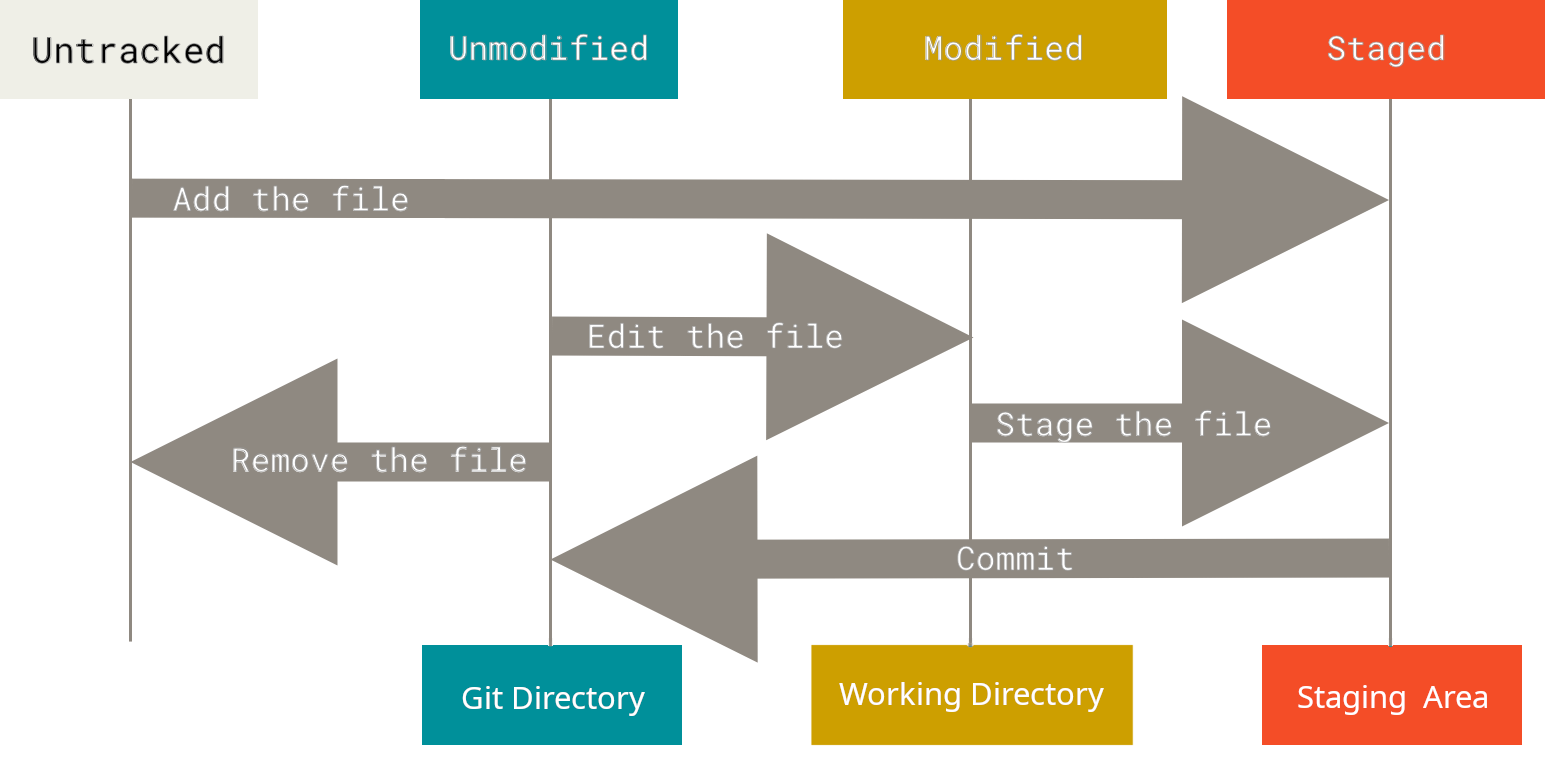 Untracked
Unmodified
Modified
Staged
Add the file
Edit the file
Stage the file
Remove the file
Commit
Git Directory
Working Directory
Staging  Area